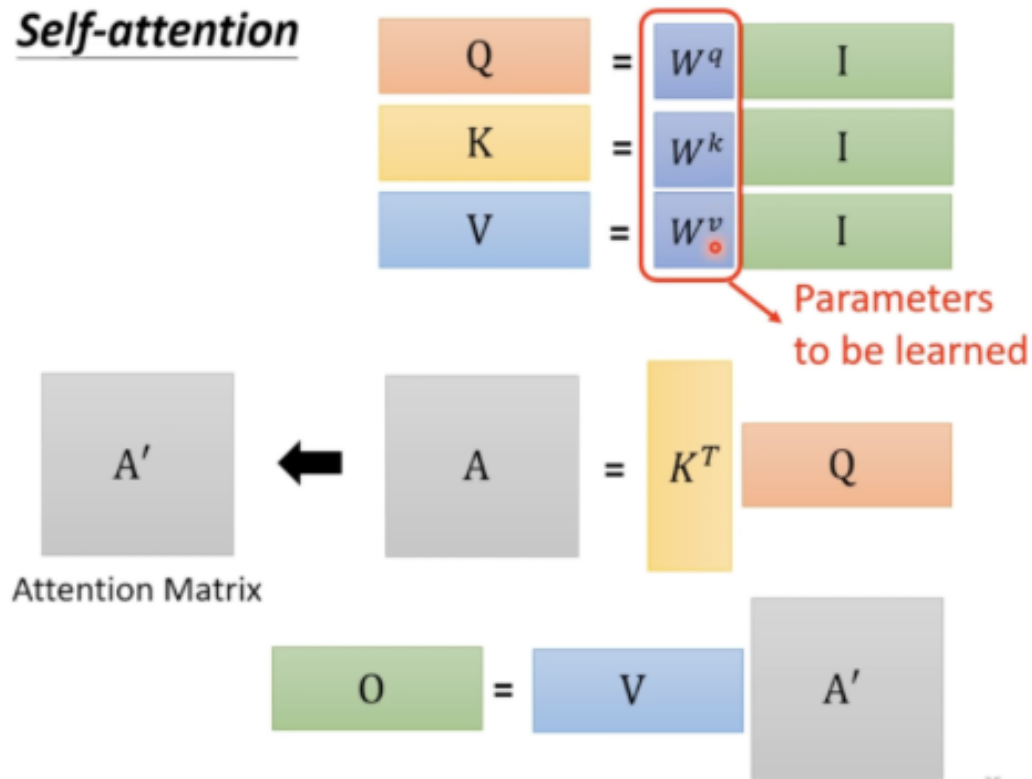 Self-attention
Q = W^q I
K = W^k I
V = W^v I
Parameters
to be learned
A′ A = K^T Q
Attention Matrix
O = V A′